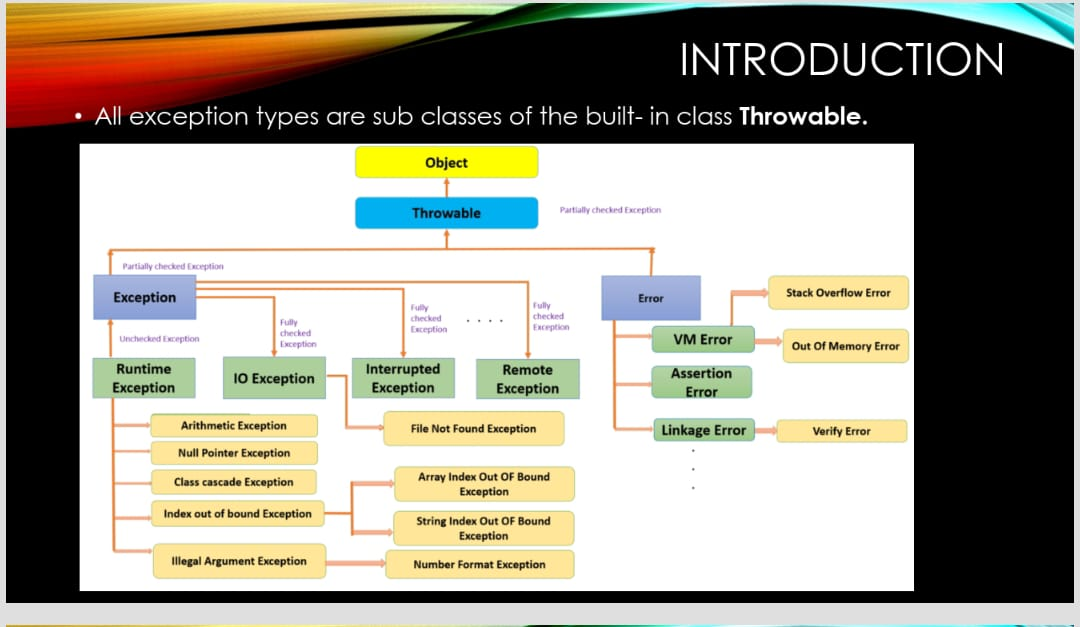 INTRODUCTION
• All exception types are sub classes of the built- in class Throwable.
Object
Throwable
Partially checked Exception
Partially checked Exception
Exception
Error
Stack Overflow Error
Fully
checked
Exception
Fully
checked
Exception
. . . .
Fully
checked
Exception
Unchecked Exception
VM Error
Out Of Memory Error
Runtime
Exception
IO Exception
Interrupted
Exception
Remote
Exception
Assertion
Error
Arithmetic Exception
File Not Found Exception
Linkage Error
Verify Error
Null Pointer Exception
Class cascade Exception
Array Index Out OF Bound
Exception
Index out of bound Exception
String Index Out OF Bound
Exception
Illegal Argument Exception
Number Format Exception